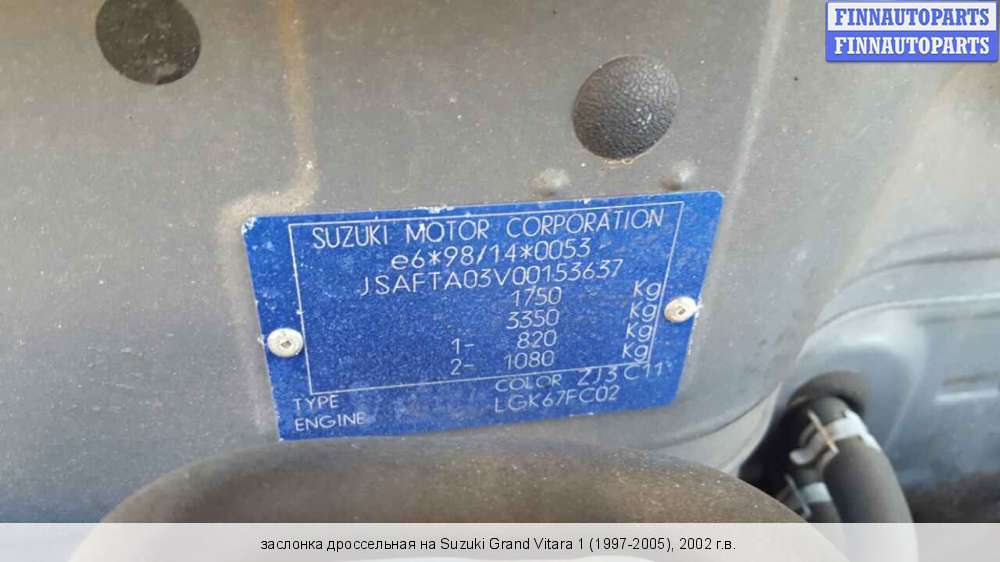 FINNAUTOPARTS
FINNAUTOPARTS
SUZUKI MOTOR CORPORATION
e6*98/14*0053
JSAFTA03V00153637
1750 Kg
3350 Kg
1- 820 Kg
2- 1080 Kg
COLOR ZJ3 C11
TYPE LGK67FC02
ENGINE
заслонка дроссельная на Suzuki Grand Vitara 1 (1997-2005), 2002 г.в.